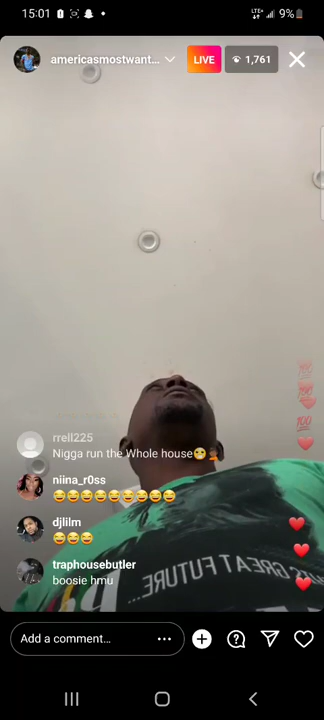 15:01
LTE+
9%
americasmostwant...
LIVE
1,761
rrell225
Nigga run the Whole house😬🤦🏾
niina_r0ss
😂😂😂😂😂😂😂😂😂😂
djlilm
😂😂😂
traphousebutler
boosie hmu
GREAT FUTURE
Add a comment...